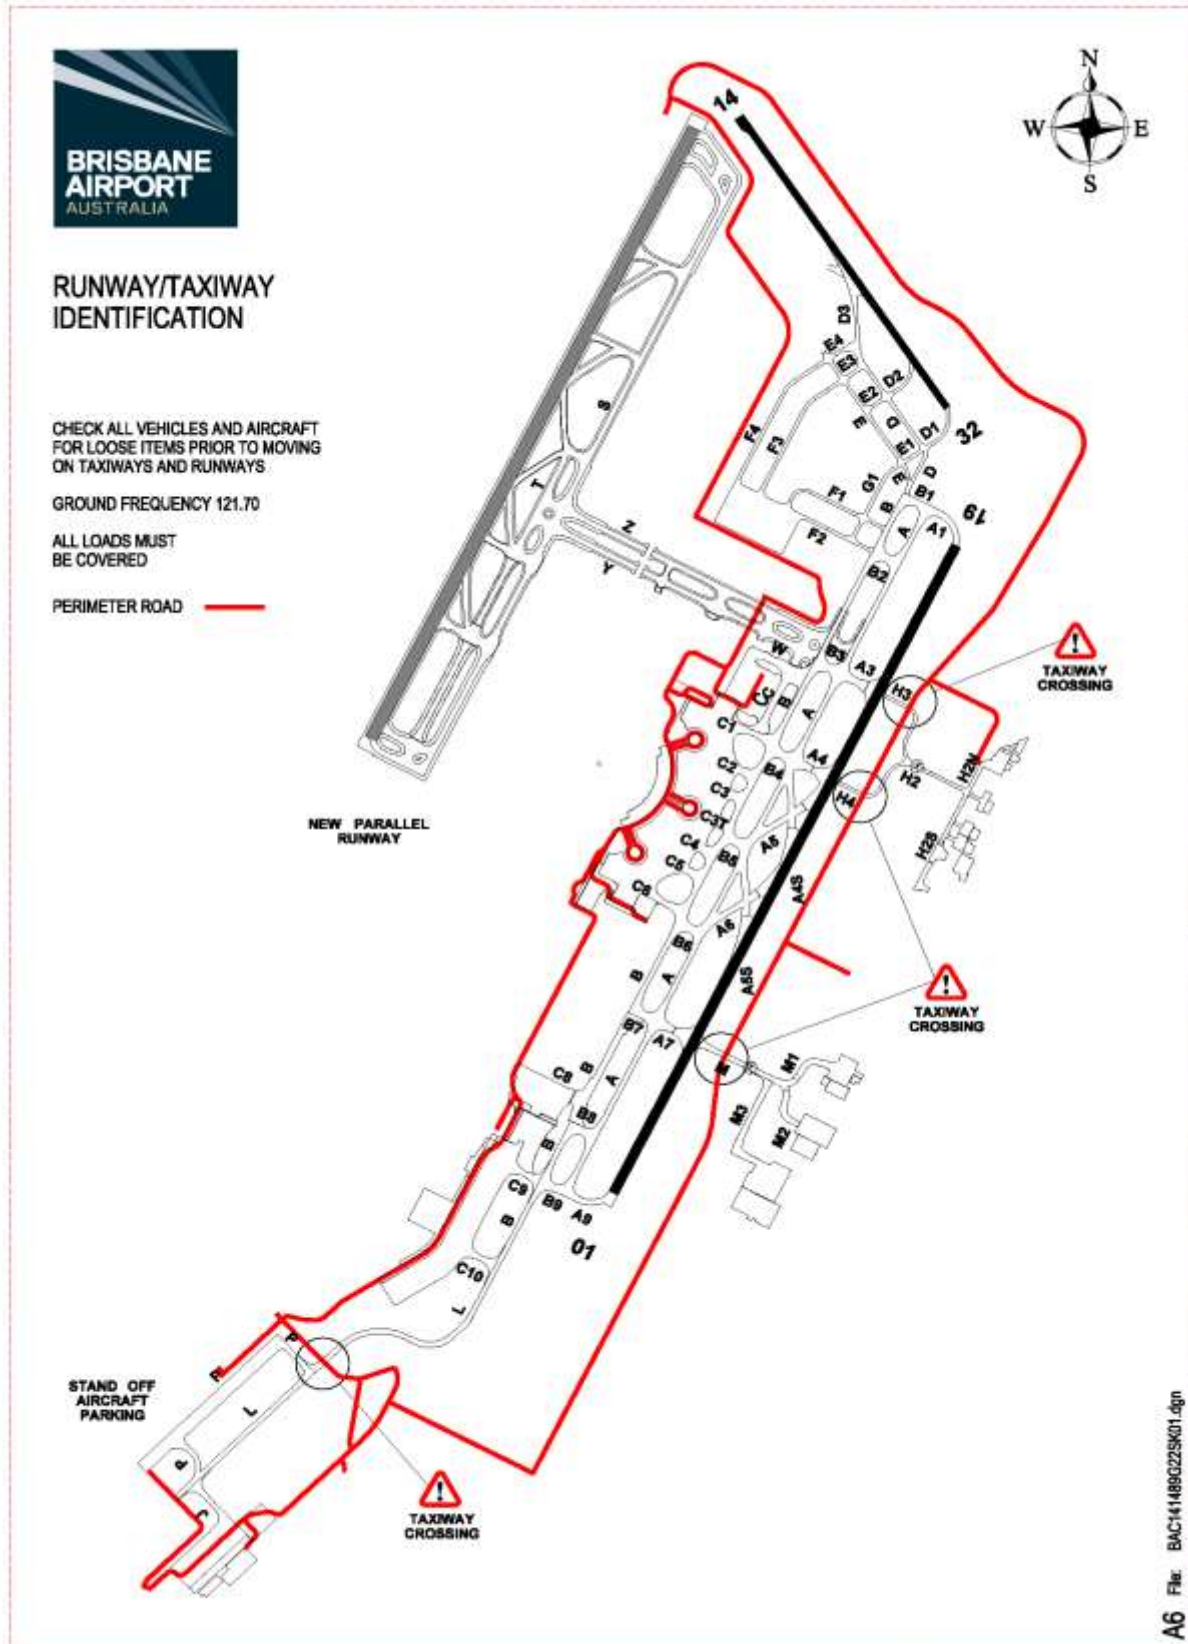 BRISBANE
AIRPORT
AUSTRALIA
RUNWAY/TAXIWAY
IDENTIFICATION
CHECK ALL VEHICLES AND AIRCRAFT
FOR LOOSE ITEMS PRIOR TO MOVING
ON TAXIWAYS AND RUNWAYS
GROUND FREQUENCY 121.70
ALL LOADS MUST
BE COVERED
PERIMETER ROAD
N
W
E
S
14
D3
E4
E3
E2
D2
E
D
E1
D1
32
F4
F3
S
T
G1
E
D
B1
F1
B
A
A1
19
F2
Z
Y
B2
W
B3
A3
H3
TAXIWAY
CROSSING
CC
B
A
C1
C2
B4
A4
H4
H2
H2N
C3
C3T
C4
C5
B5
A5
H2S
C6
A4S
NEW PARALLEL
RUNWAY
A6
B6
B
A
A6S
TAXIWAY
CROSSING
B7
A7
M
M1
C8
B
A
B8
M3
M2
B
C9
B9
A9
B
01
C10
L
P
P
STAND OFF
AIRCRAFT
PARKING
L
P
J
TAXIWAY
CROSSING
A6 File: BAC141489G22SK01.dgn